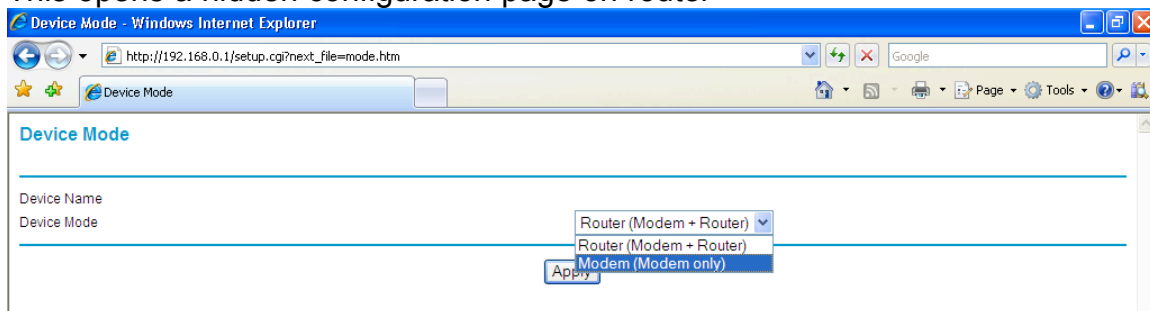 This opens a hidden configuration page on router
Device Mode - Windows Internet Explorer
http://192.168.0.1/setup.cgi?next_file=mode.htm
Google
Device Mode
Page
Tools
Device Mode
Device Name
Device Mode
Router (Modem + Router)
Router (Modem + Router)
Modem (Modem only)
Apply